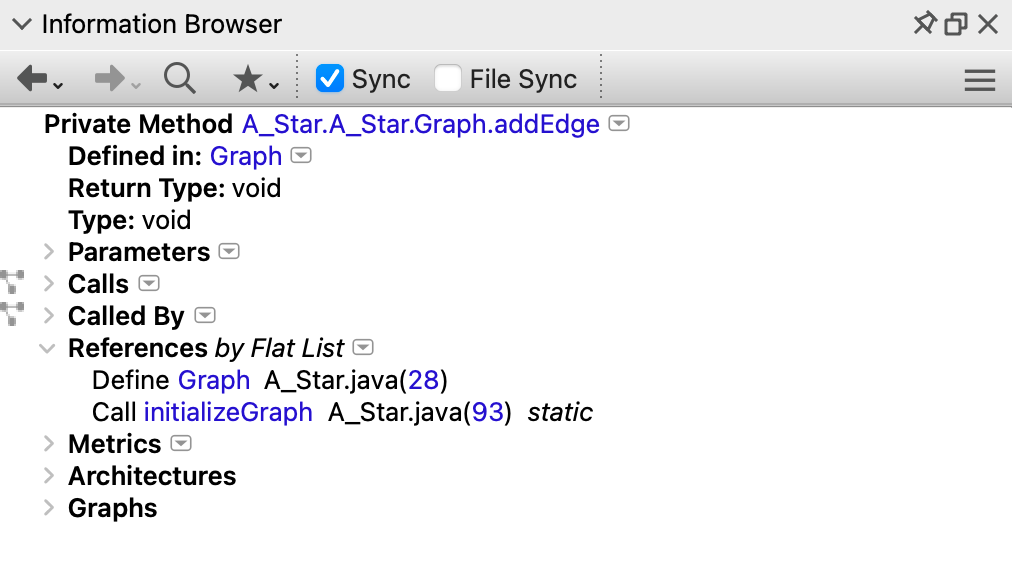 Information Browser
Sync File Sync
Private Method A_Star.A_Star.Graph.addEdge
Defined in: Graph
Return Type: void
Type: void
Parameters
Calls
Called By
References by Flat List
Define Graph A_Star.java(28)
Call initializeGraph A_Star.java(93) static
Metrics
Architectures
Graphs